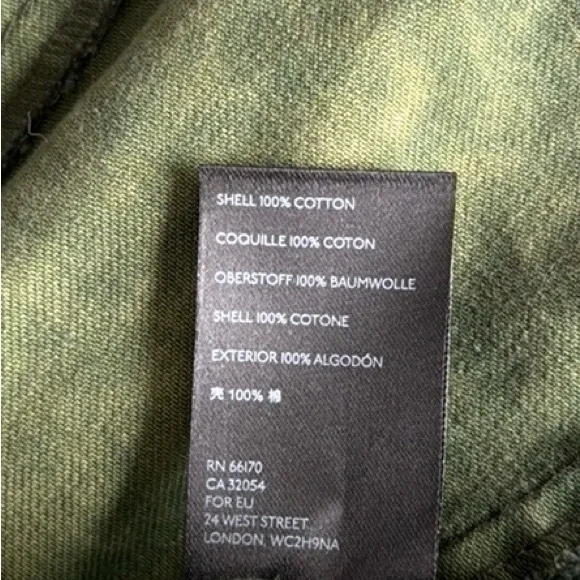 SHELL 100% COTTON
COQUILLE 100% COTON
OBERSTOFF 100% BAUMWOLLE
SHELL 100% COTONE
EXTERIOR 100% ALGODÓN
売 100% 棉
RN 66170
CA 32054
FOR EU
24 WEST STREET.
LONDON, WC2H9NA